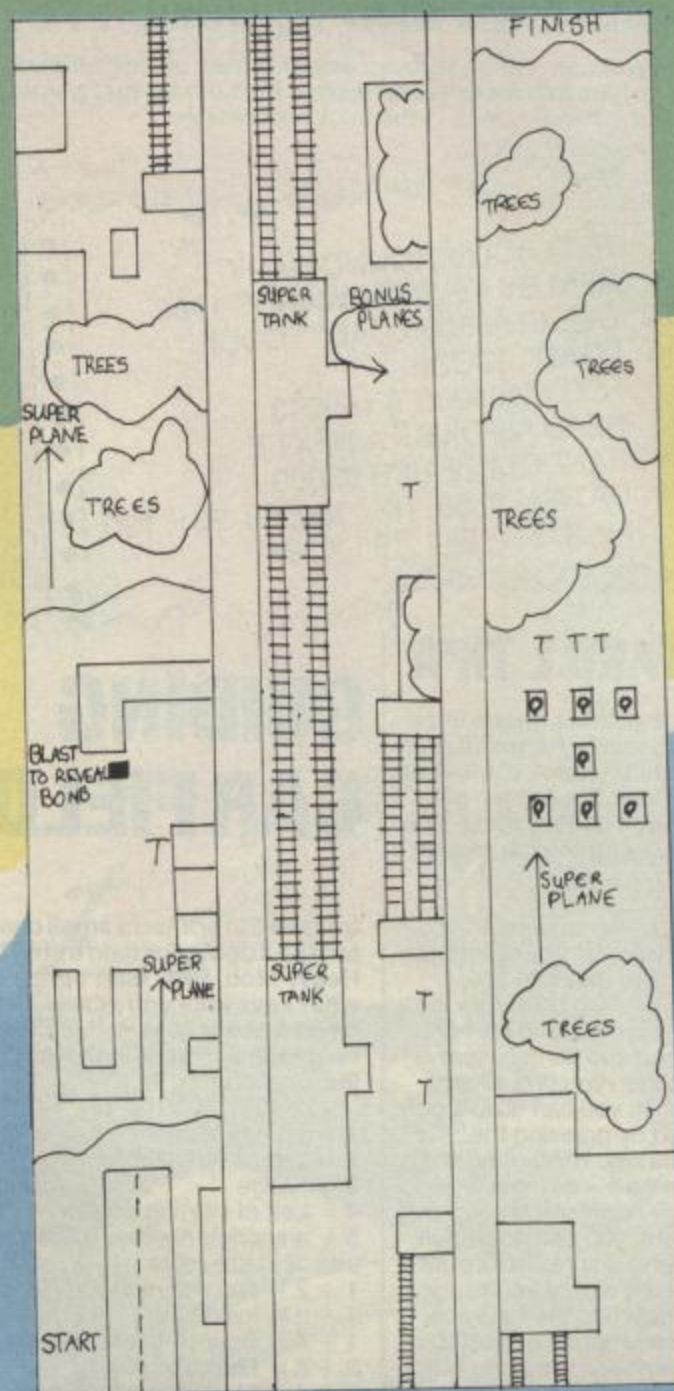 TREES
SUPER
PLANE
TREES
BLAST
TO REVEAL
BOMB
T
SUPER
PLANE
START
SUPER
TANK
BONUS
PLANES
T
SUPER
TANK
T
T
FINISH
TREES
TREES
TREES
T T T
SUPER
PLANE
TREES